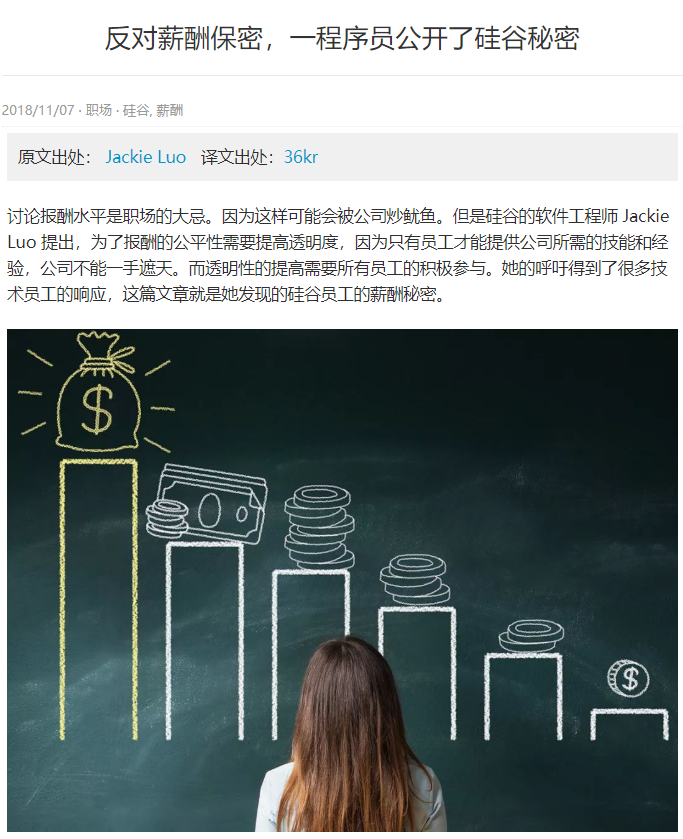 反对薪酬保密，一程序员公开了硅谷秘密
2018/11/07 · 职场 · 硅谷, 薪酬
原文出处： Jackie Luo 译文出处：36kr
讨论报酬水平是职场的大忌。因为这样可能会被公司炒鱿鱼。但是硅谷的软件工程师 Jackie
Luo 提出，为了报酬的公平性需要提高透明度，因为只有员工才能提供公司所需的技能和经
验，公司不能一手遮天。而透明性的提高需要所有员工的积极参与。她的呼吁得到了很多技
术员工的响应，这篇文章就是她发现的硅谷员工的薪酬秘密。
$
$